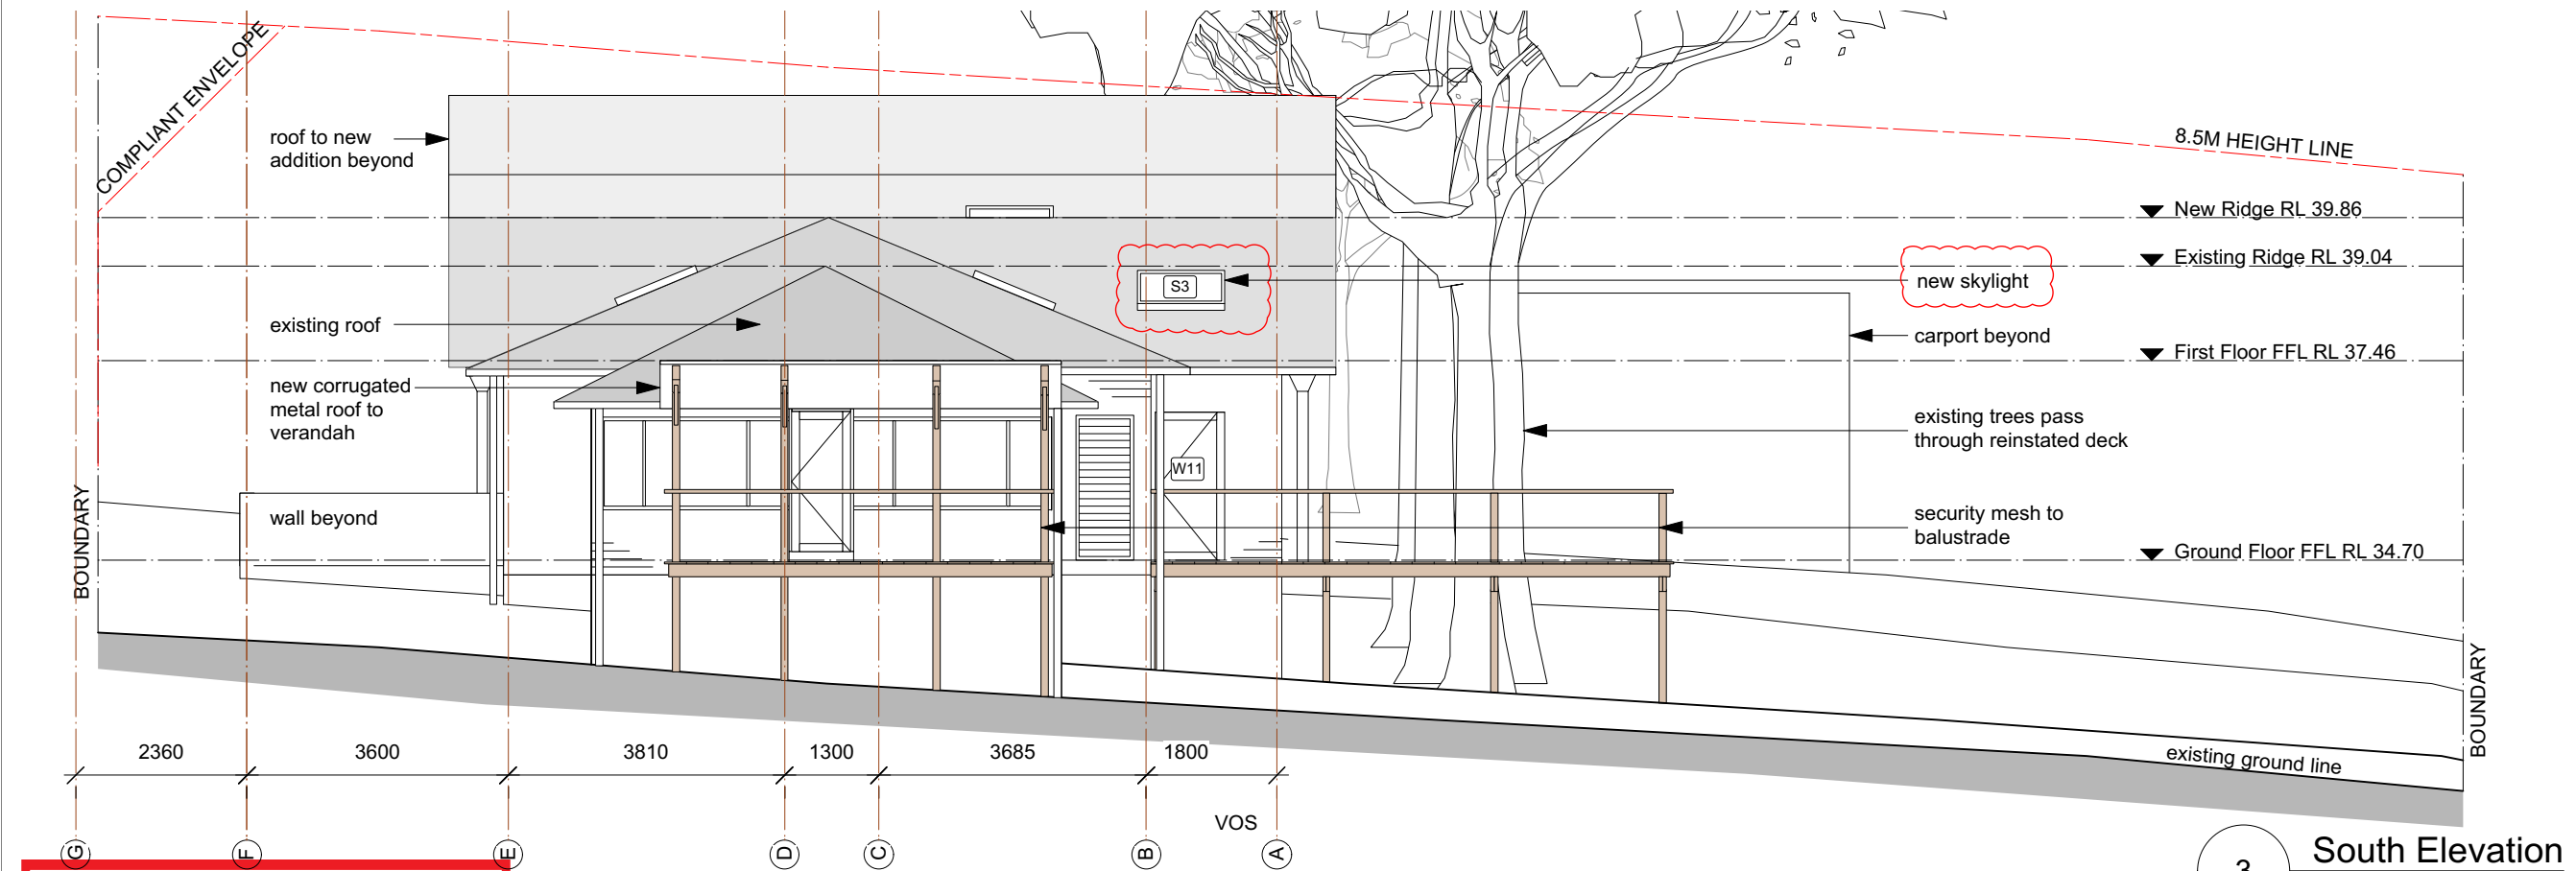 COMPLIANT ENVELOPE
8.5M HEIGHT LINE
roof to new
addition beyond
New Ridge RL 39.86
Existing Ridge RL 39.04
S3
new skylight
existing roof
carport beyond
First Floor FFL RL 37.46
new corrugated
metal roof to
verandah
existing trees pass
through reinstated deck
W11
BOUNDARY
wall beyond
security mesh to
balustrade
Ground Floor FFL RL 34.70
BOUNDARY
existing ground line
2360
3600
3810
1300
3685
1800
VOS
G
F
E
D
C
B
A
3
South Elevation